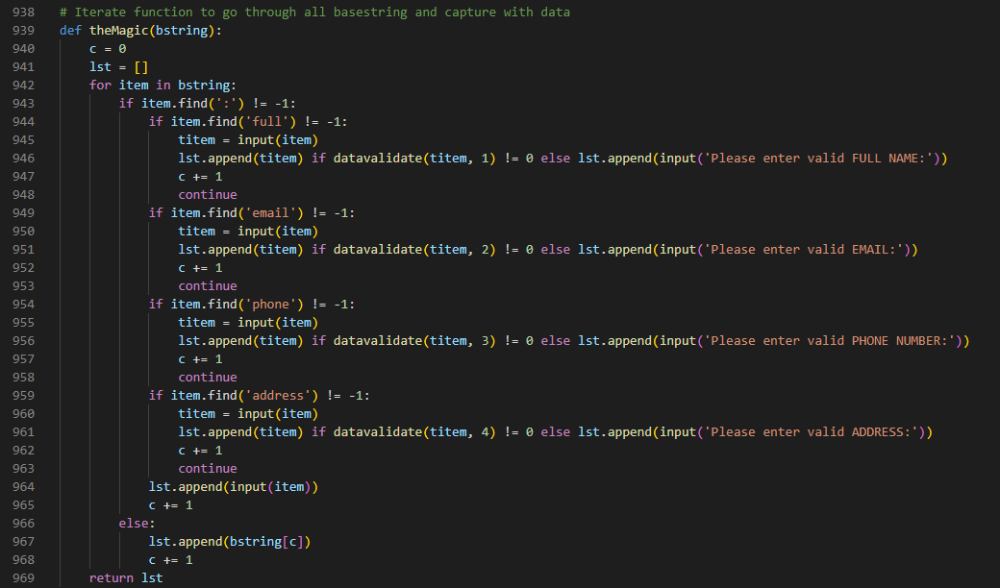 938 # Iterate function to go through all basestring and capture with data
939 def theMagic(bstring):
940     c = 0
941     lst = []
942     for item in bstring:
943         if item.find(':') != -1:
944             if item.find('full') != -1:
945                 titem = input(item)
946                 lst.append(titem) if datavalidate(titem, 1) != 0 else lst.append(input('Please enter valid FULL NAME:'))
947                 c += 1
948                 continue
949             if item.find('email') != -1:
950                 titem = input(item)
951                 lst.append(titem) if datavalidate(titem, 2) != 0 else lst.append(input('Please enter valid EMAIL:'))
952                 c += 1
953                 continue
954             if item.find('phone') != -1:
955                 titem = input(item)
956                 lst.append(titem) if datavalidate(titem, 3) != 0 else lst.append(input('Please enter valid PHONE NUMBER:'))
957                 c += 1
958                 continue
959             if item.find('address') != -1:
960                 titem = input(item)
961                 lst.append(titem) if datavalidate(titem, 4) != 0 else lst.append(input('Please enter valid ADDRESS:'))
962                 c += 1
963                 continue
964             lst.append(input(item))
965             c += 1
966         else:
967             lst.append(bstring[c])
968             c += 1
969     return lst